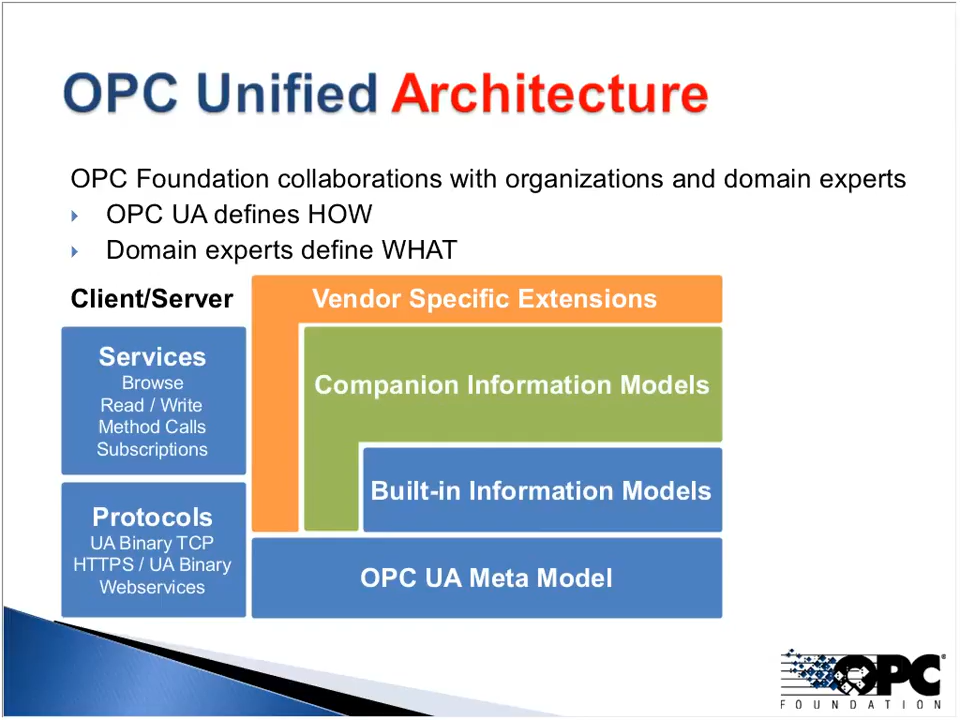 OPC Unified Architecture
OPC Foundation collaborations with organizations and domain experts
OPC UA defines HOW
Domain experts define WHAT
Client/Server
Services
Browse
Read / Write
Method Calls
Subscriptions
Protocols
UA Binary TCP
HTTPS / UA Binary
Webservices
Vendor Specific Extensions
Companion Information Models
Built-in Information Models
OPC UA Meta Model
OPC®
FOUNDATION